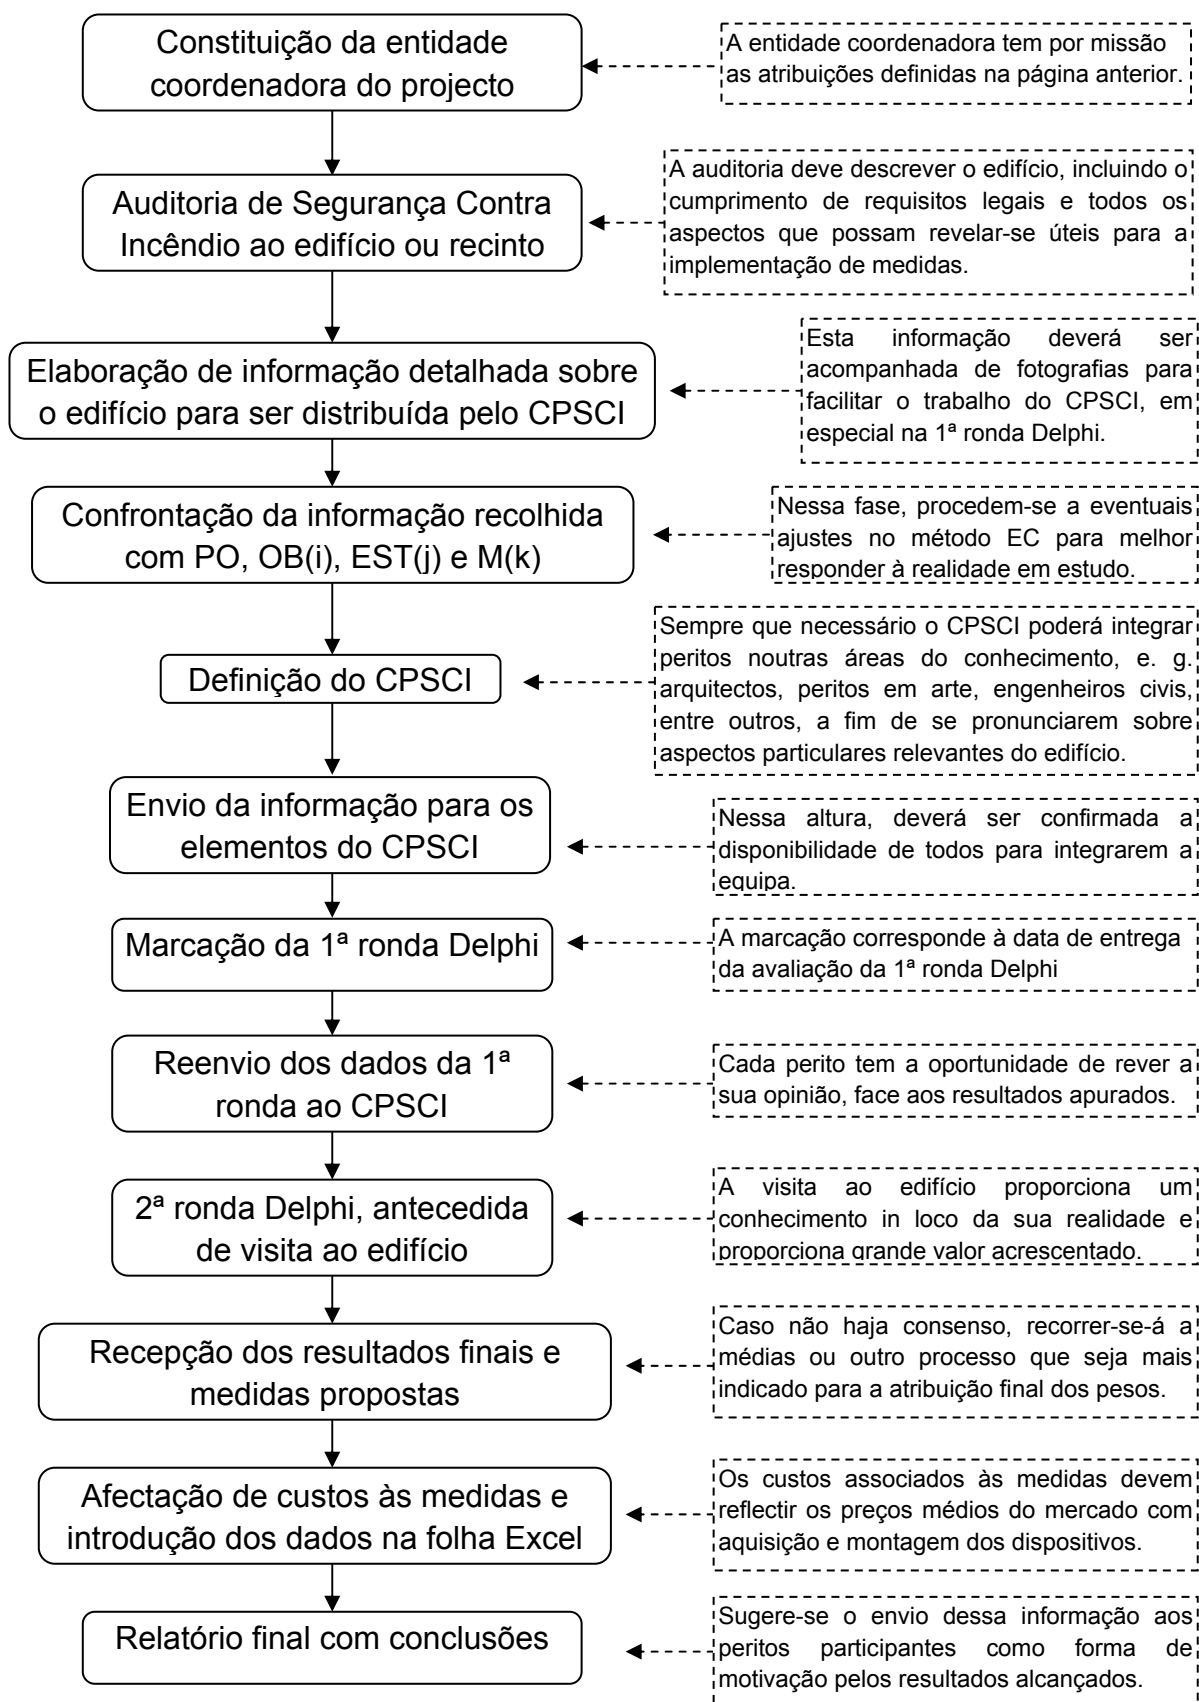 Constituição da entidade
coordenadora do projecto
A entidade coordenadora tem por missão
as atribuições definidas na página anterior.
Auditoria de Segurança Contra
Incêndio ao edifício ou recinto
A auditoria deve descrever o edifício, incluindo o
cumprimento de requisitos legais e todos os
aspectos que possam revelar-se úteis para a
implementação de medidas.
Elaboração de informação detalhada sobre
o edifício para ser distribuída pelo CPSCI
Esta informação deverá ser
acompanhada de fotografias para
facilitar o trabalho do CPSCI, em
especial na 1ª ronda Delphi.
Confrontação da informação recolhida
com PO, OB(i), EST(j) e M(k)
Nessa fase, procedem-se a eventuais
ajustes no método EC para melhor
responder à realidade em estudo.
Definição do CPSCI
Sempre que necessário o CPSCI poderá integrar
peritos noutras áreas do conhecimento, e. g.
arquitectos, peritos em arte, engenheiros civis,
entre outros, a fim de se pronunciarem sobre
aspectos particulares relevantes do edifício.
Envio da informação para os
elementos do CPSCI
Nessa altura, deverá ser confirmada a
disponibilidade de todos para integrarem a
equipa.
Marcação da 1ª ronda Delphi
A marcação corresponde à data de entrega
da avaliação da 1ª ronda Delphi
Reenvio dos dados da 1ª
ronda ao CPSCI
Cada perito tem a oportunidade de rever a
sua opinião, face aos resultados apurados.
2ª ronda Delphi, antecedida
de visita ao edifício
A visita ao edifício proporciona um
conhecimento in loco da sua realidade e
proporciona grande valor acrescentado.
Recepção dos resultados finais e
medidas propostas
Caso não haja consenso, recorrer-se-á a
médias ou outro processo que seja mais
indicado para a atribuição final dos pesos.
Afectação de custos às medidas e
introdução dos dados na folha Excel
Os custos associados às medidas devem
reflectir os preços médios do mercado com
aquisição e montagem dos dispositivos.
Relatório final com conclusões
Sugere-se o envio dessa informação aos
peritos participantes como forma de
motivação pelos resultados alcançados.